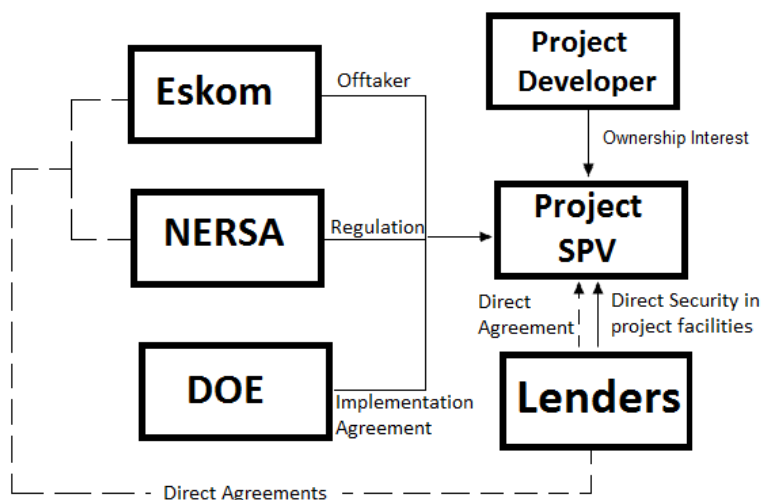 Eskom
Offtaker
Project
Developer
Ownership Interest
NERSA
Regulation
Project
SPV
Direct
Agreement
Direct Security in
project facilities
DOE
Implementation
Agreement
Lenders
Direct Agreements